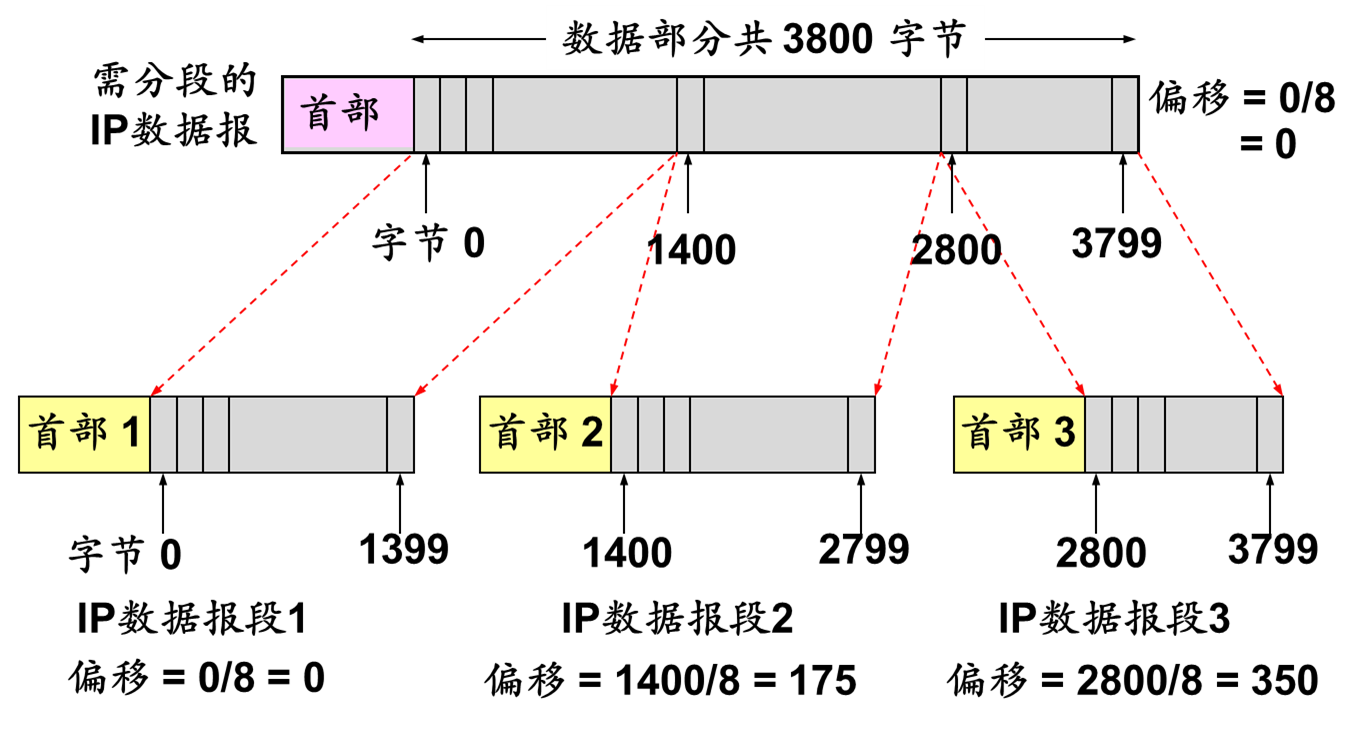 数据部分共 3800 字节
需分段的
IP数据报
首部
偏移 = 0/8
= 0
字节 0
1400
2800
3799
首部 1
首部 2
首部 3
字节 0
1399
1400
2799
2800
3799
IP数据报段1
IP数据报段2
IP数据报段3
偏移 = 0/8 = 0
偏移 = 1400/8 = 175
偏移 = 2800/8 = 350